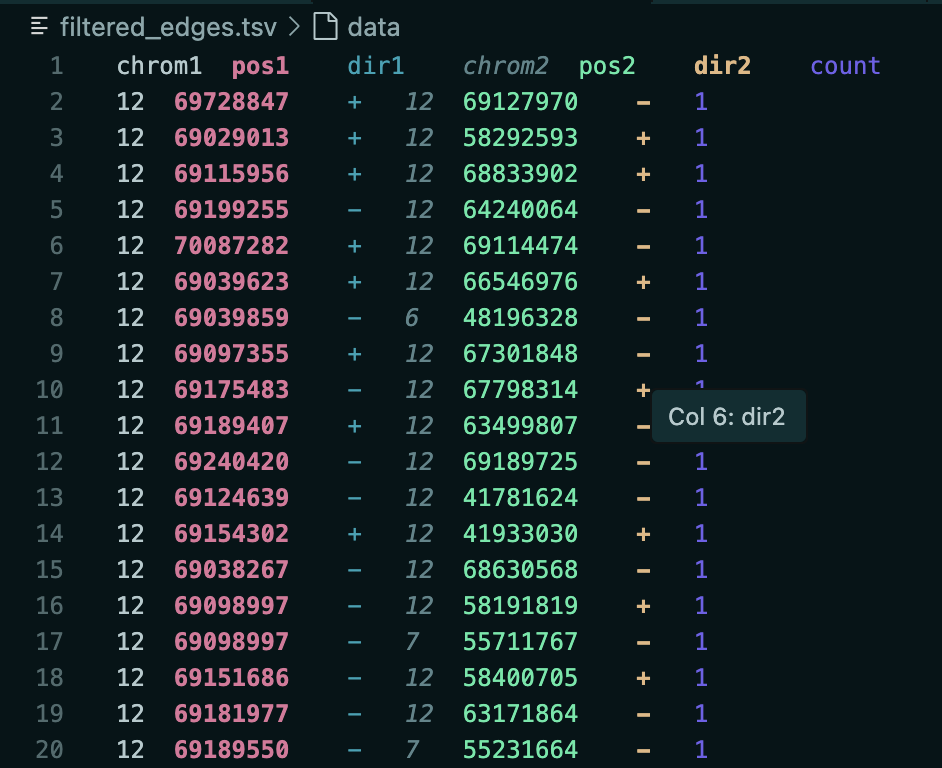 filtered_edges.tsv > data
1 chrom1 pos1 dir1 chrom2 pos2 dir2 count
2 12 69728847 + 12 69127970 - 1
3 12 69029013 + 12 58292593 + 1
4 12 69115956 + 12 68833902 + 1
5 12 69199255 - 12 64240064 - 1
6 12 70087282 + 12 69114474 - 1
7 12 69039623 + 12 66546976 + 1
8 12 69039859 - 6 48196328 - 1
9 12 69097355 + 12 67301848 - 1
10 12 69175483 - 12 67798314 + 1
Col 6: dir2
11 12 69189407 + 12 63499807 -
12 12 69240420 - 12 69189725 - 1
13 12 69124639 - 12 41781624 - 1
14 12 69154302 + 12 41933030 + 1
15 12 69038267 - 12 68630568 - 1
16 12 69098997 - 12 58191819 + 1
17 12 69098997 - 7 55711767 - 1
18 12 69151686 - 12 58400705 + 1
19 12 69181977 - 12 63171864 - 1
20 12 69189550 - 7 55231664 - 1